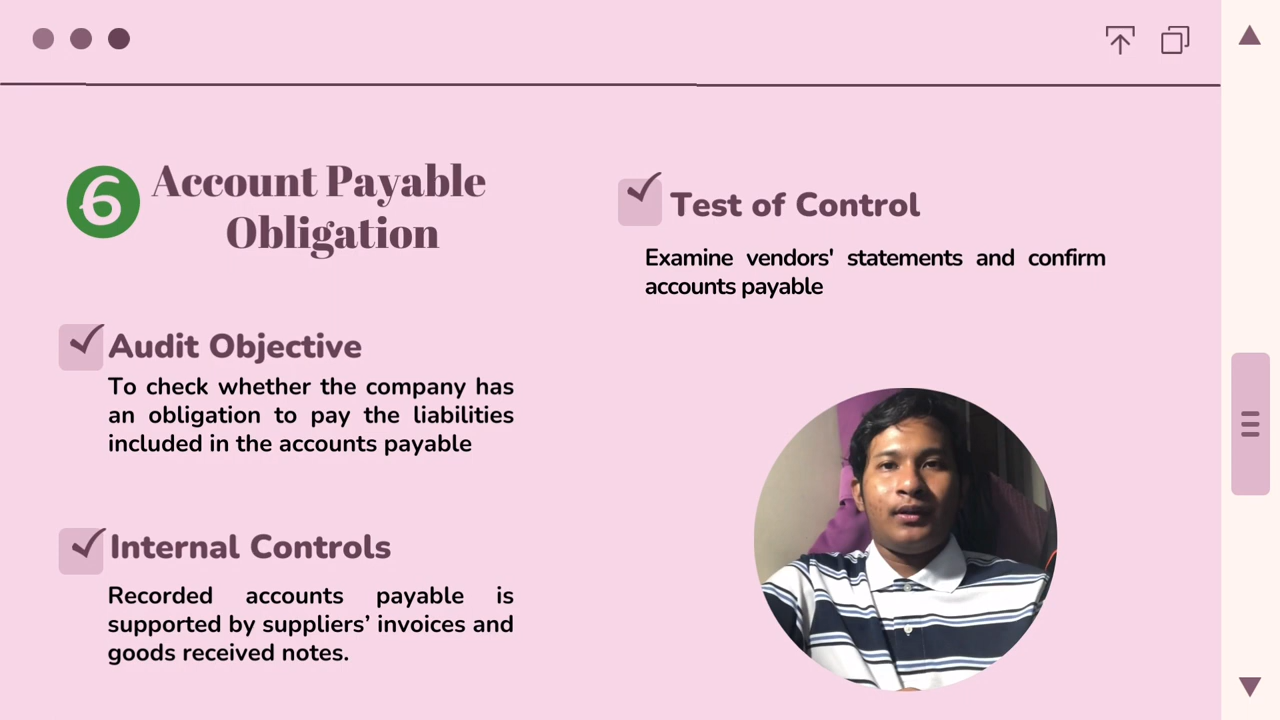 6
Account Payable
Obligation
Audit Objective
To check whether the company has
an obligation to pay the liabilities
included in the accounts payable
Internal Controls
Recorded accounts payable is
supported by suppliers’ invoices and
goods received notes.
Test of Control
Examine vendors' statements and confirm
accounts payable